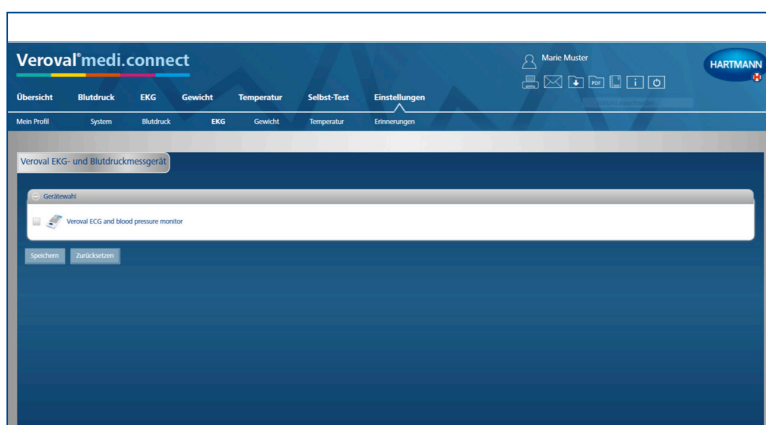 Veroval® medi.connect
Marie Muster
HARTMANN
PDF
Übersicht Blutdruck EKG Gewicht Temperatur Selbst-Test Einstellungen
Mein Profil System Blutdruck EKG Gewicht Temperatur Erinnerungen
Veroval EKG- und Blutdruckmessgerät
Gerätewahl
Veroval ECG and blood pressure monitor
Speichern Zurücksetzen